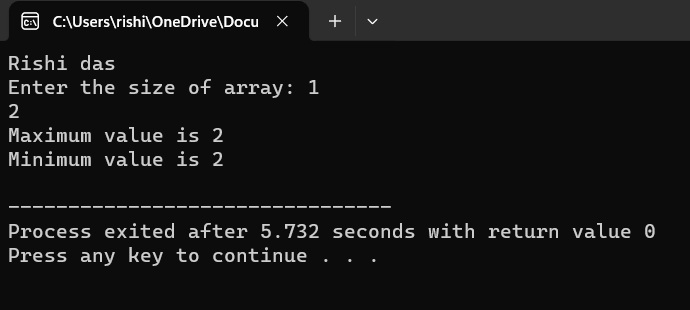 C:\Users\rishi\OneDrive\Docu
Rishi das
Enter the size of array: 1
2
Maximum value is 2
Minimum value is 2
--------------------------------
Process exited after 5.732 seconds with return value 0
Press any key to continue . . .